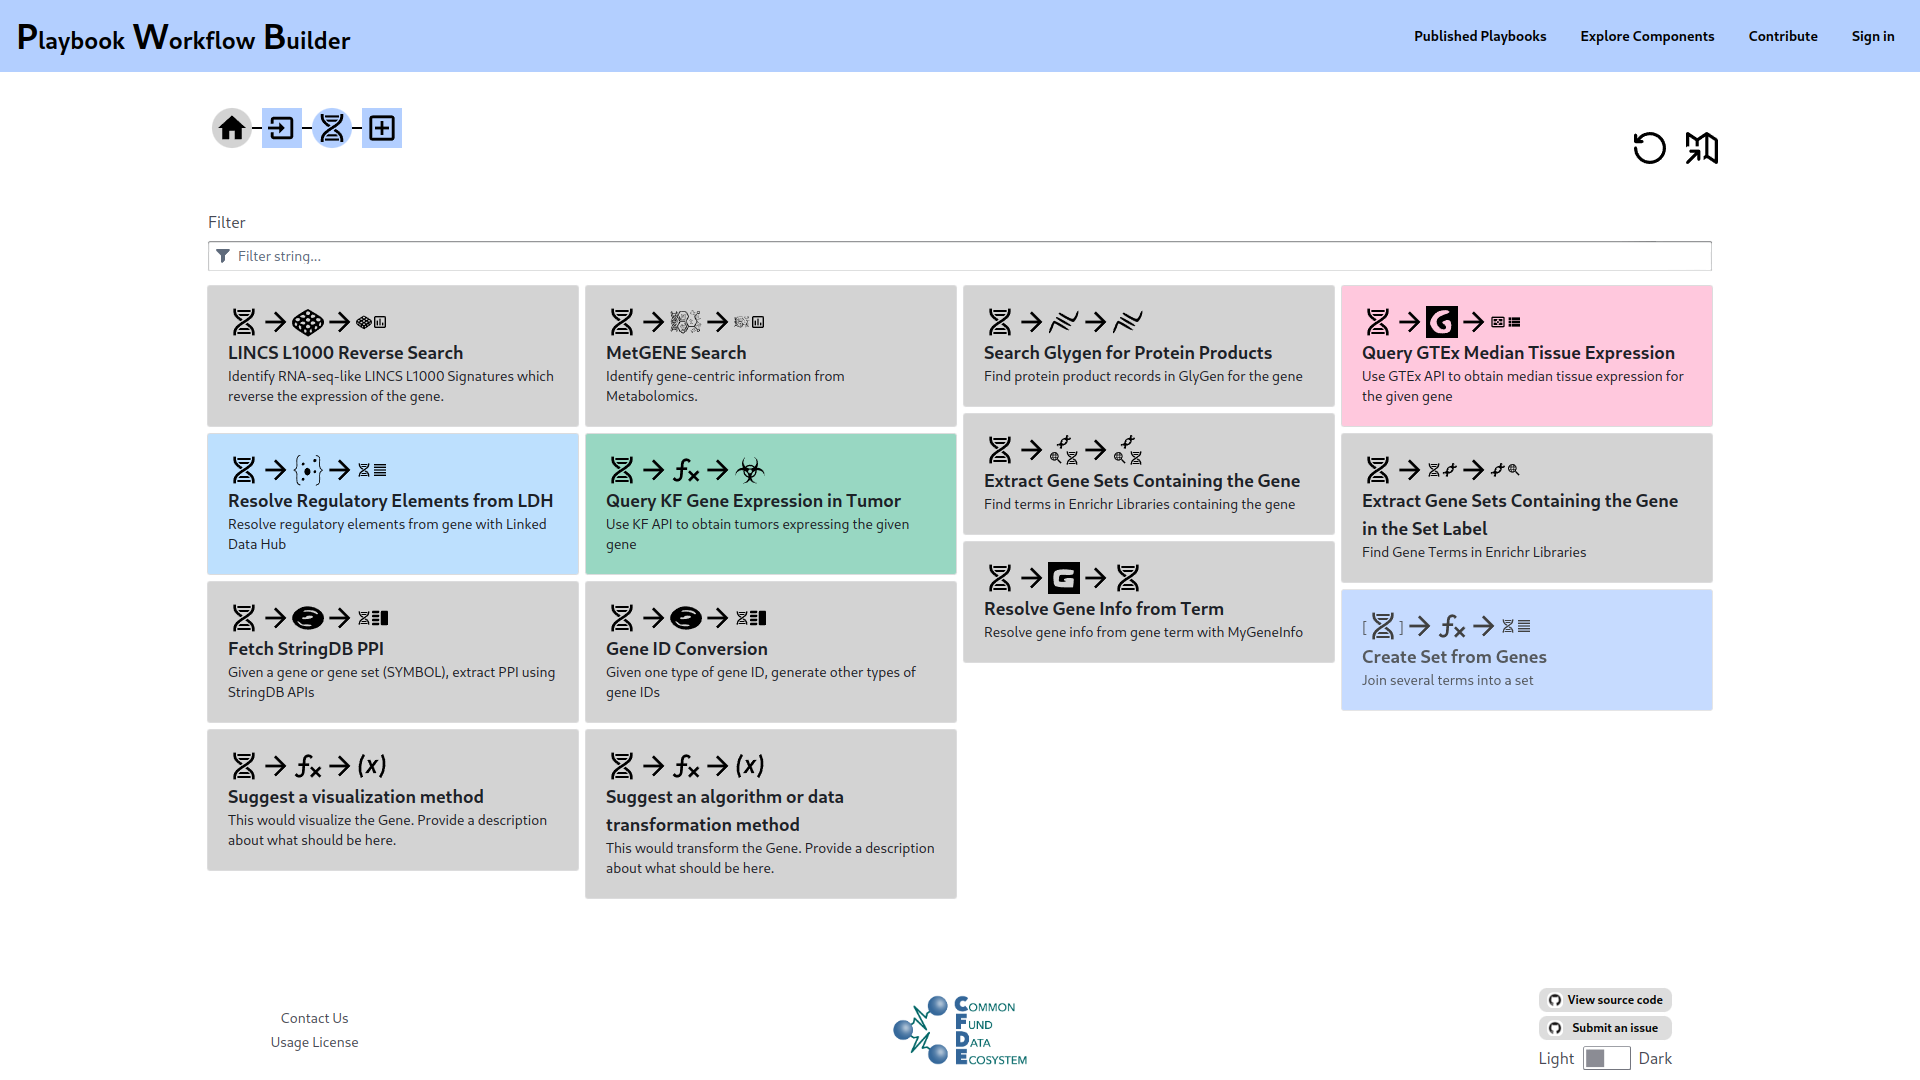 Playbook Workflow Builder
Published Playbooks
Explore Components
Contribute
Sign in
Filter
Filter string...
LINCS L1000 Reverse Search
Identify RNA-seq-like LINCS L1000 Signatures which
reverse the expression of the gene.
MetGENE Search
Identify gene-centric information from
Metabolomics.
Search Glygen for Protein Products
Find protein product records in GlyGen for the gene
Query GTEx Median Tissue Expression
Use GTEx API to obtain median tissue expression for
the given gene
Resolve Regulatory Elements from LDH
Resolve regulatory elements from gene with Linked
Data Hub
Query KF Gene Expression in Tumor
Use KF API to obtain tumors expressing the given
gene
Extract Gene Sets Containing the Gene
Find terms in Enrichr Libraries containing the gene
Extract Gene Sets Containing the Gene
in the Set Label
Find Gene Terms in Enrichr Libraries
Fetch StringDB PPI
Given a gene or gene set (SYMBOL), extract PPI using
StringDB APIs
Gene ID Conversion
Given one type of gene ID, generate other types of
gene IDs
Resolve Gene Info from Term
Resolve gene info from gene term with MyGeneInfo
Create Set from Genes
Join several terms into a set
Suggest a visualization method
This would visualize the Gene. Provide a description
about what should be here.
Suggest an algorithm or data
transformation method
This would transform the Gene. Provide a description
about what should be here.
Contact Us
Usage License
COMMON
FUND
DATA
ECOSYSTEM
View source code
Submit an issue
Light
Dark